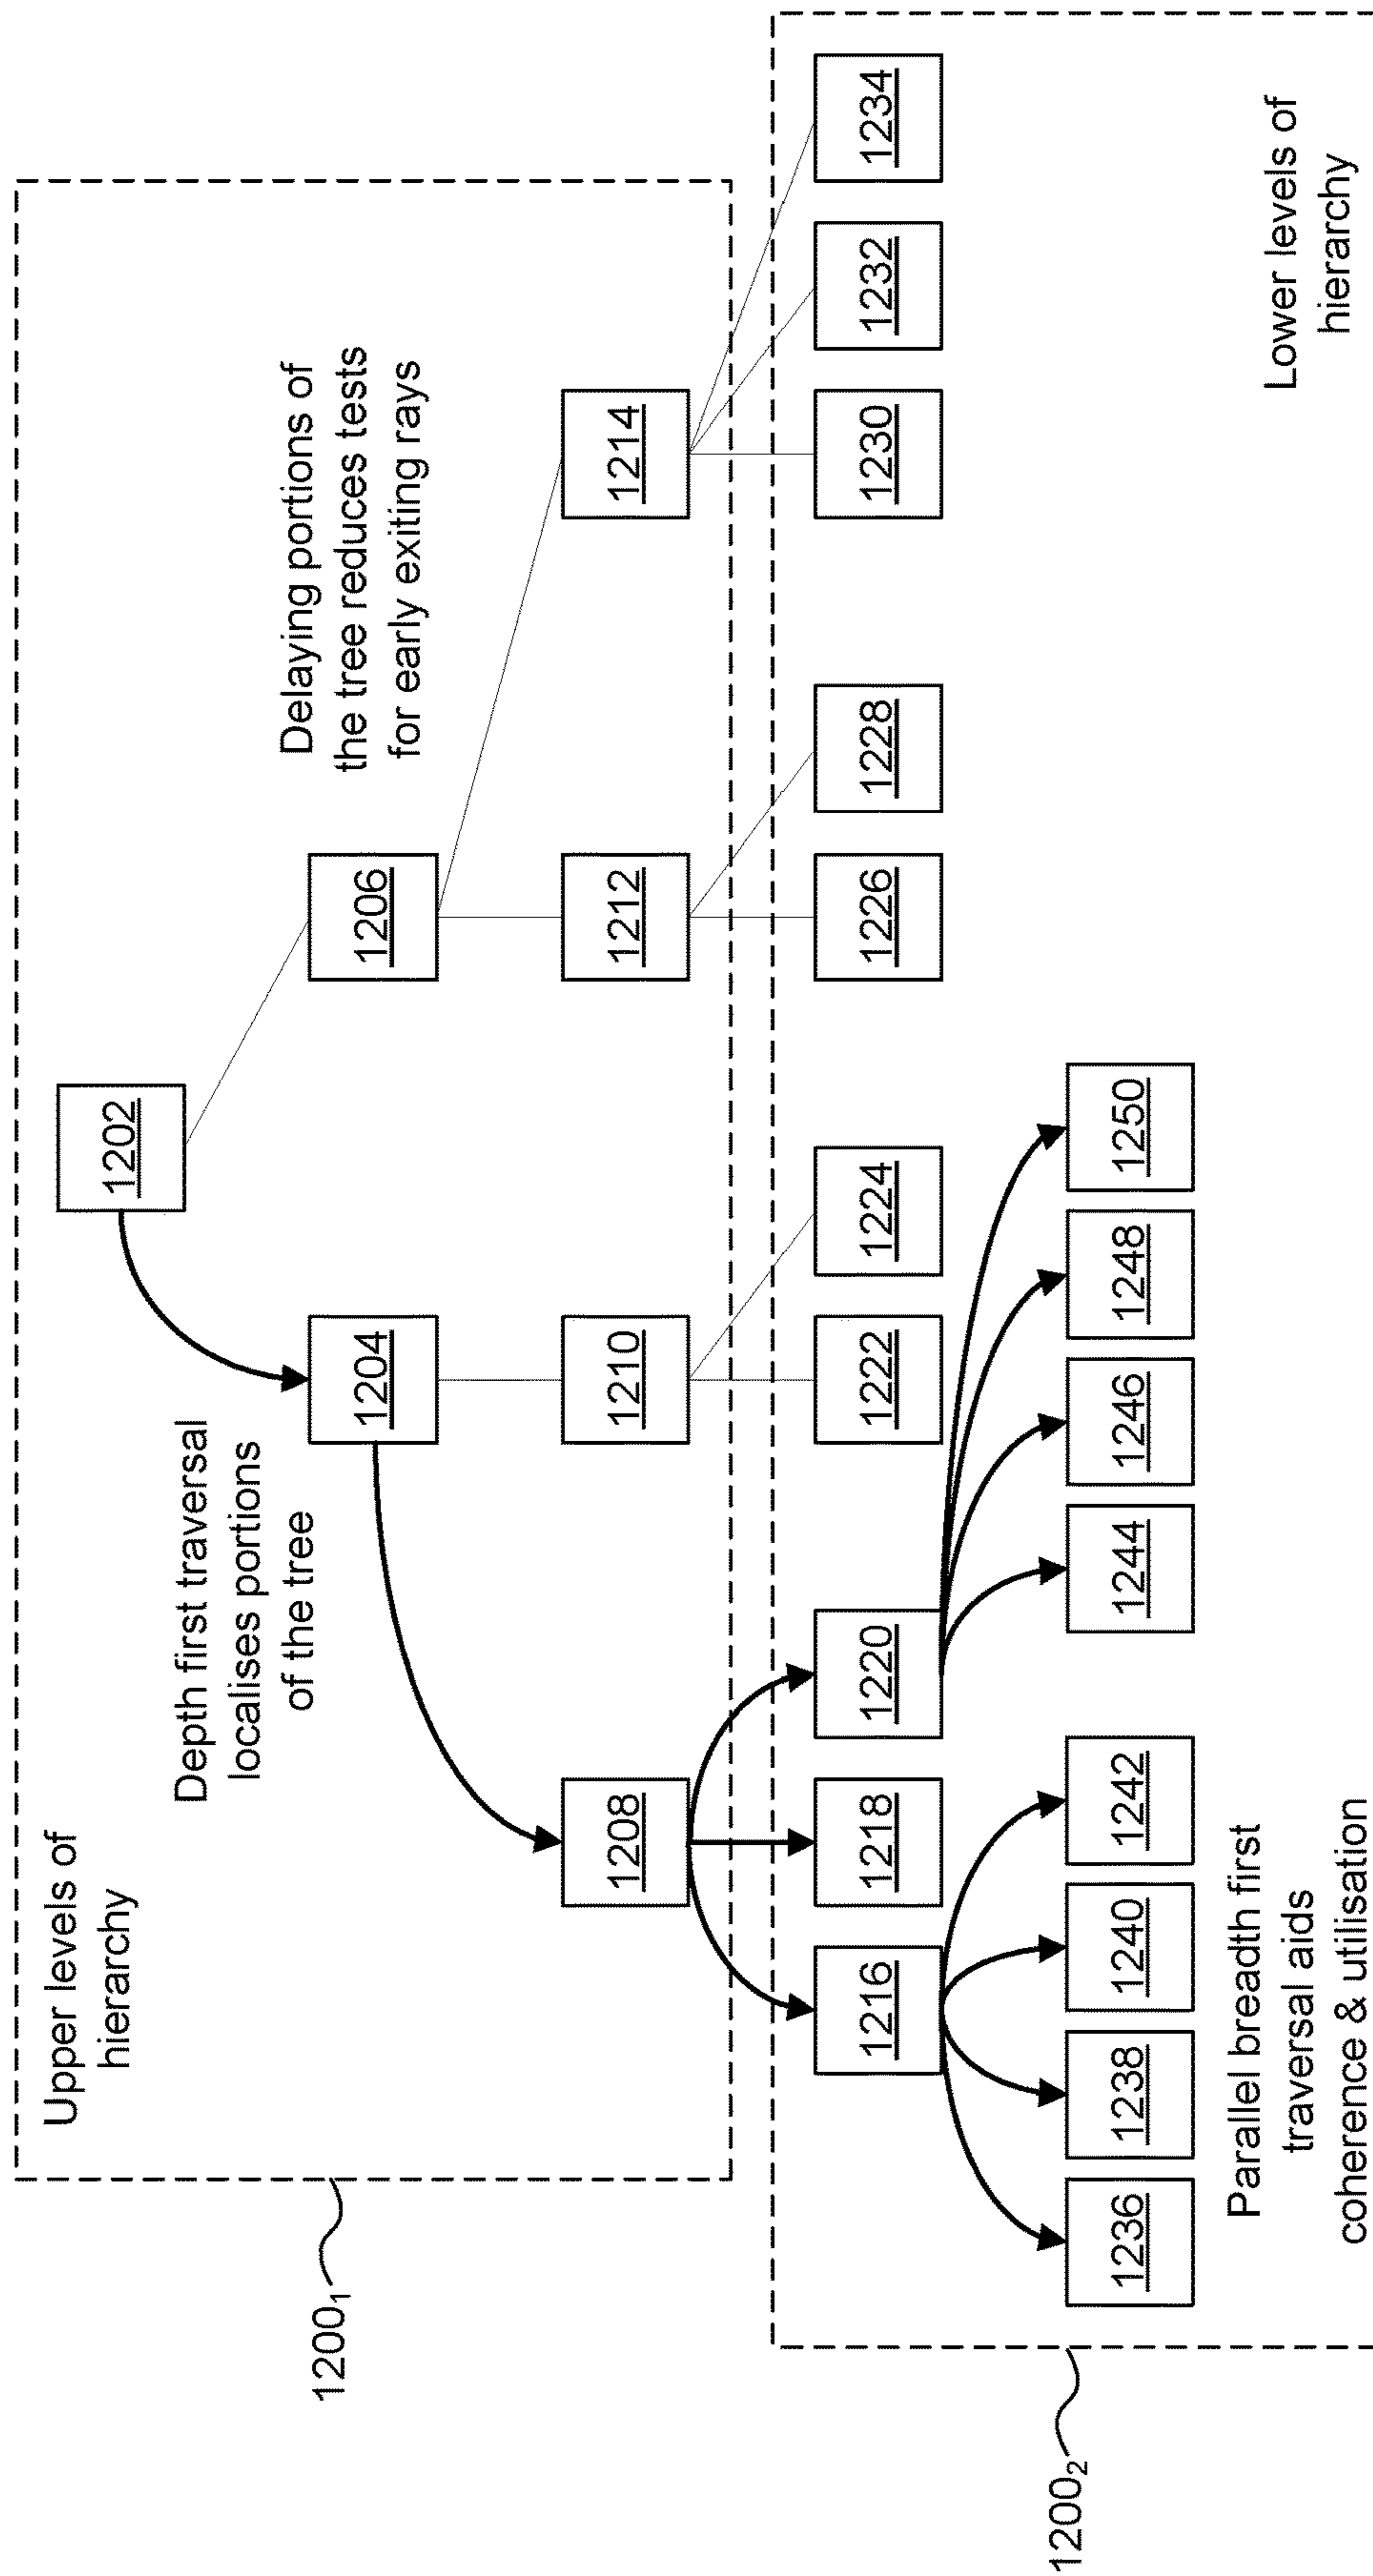 Upper levels of
hierarchy
1200₁
1202
Depth first traversal
localises portions
of the tree
1204
1206
Delaying portions of
the tree reduces tests
for early exiting rays
1208
1210
1212
1214
1216
1218
1220
1222
1224
1226
1228
1230
1232
1234
1200₂
1236
1238
1240
1242
1244
1246
1248
1250
Parallel breadth first
traversal aids
coherence & utilisation
Lower levels of
hierarchy